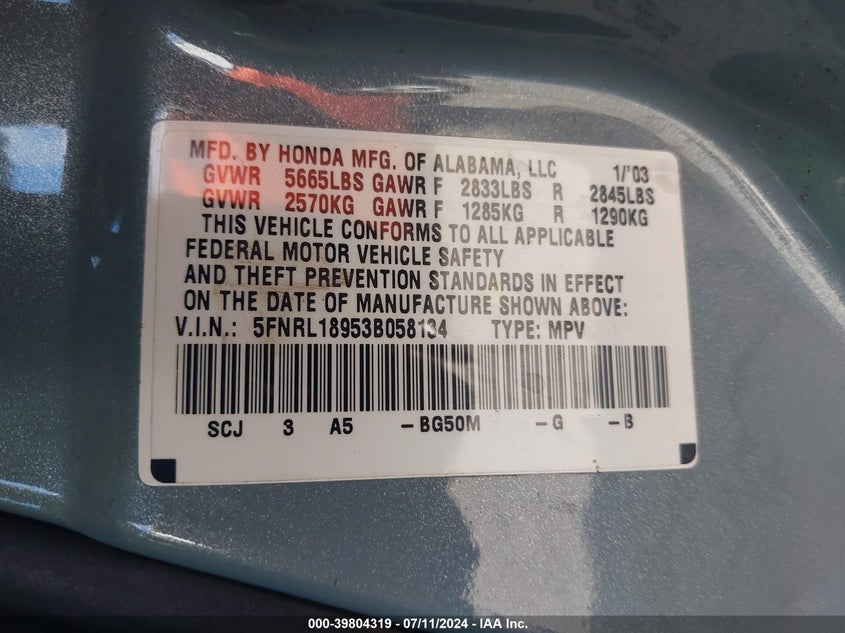 MFD. BY HONDA MFG. OF ALABAMA, LLC 1/'03
GVWR 5665LBS GAWR F 2833LBS R 2845LBS
GVWR 2570KG GAWR F 1285KG R 1290KG
THIS VEHICLE CONFORMS TO ALL APPLICABLE
FEDERAL MOTOR VEHICLE SAFETY
AND THEFT PREVENTION STANDARDS IN EFFECT
ON THE DATE OF MANUFACTURE SHOWN ABOVE:
V.I.N.: 5FNRL18953B058134 TYPE: MPV
SCJ 3 A5 -BG50M -G -B
000-39804319 - 07/11/2024 - IAA Inc.